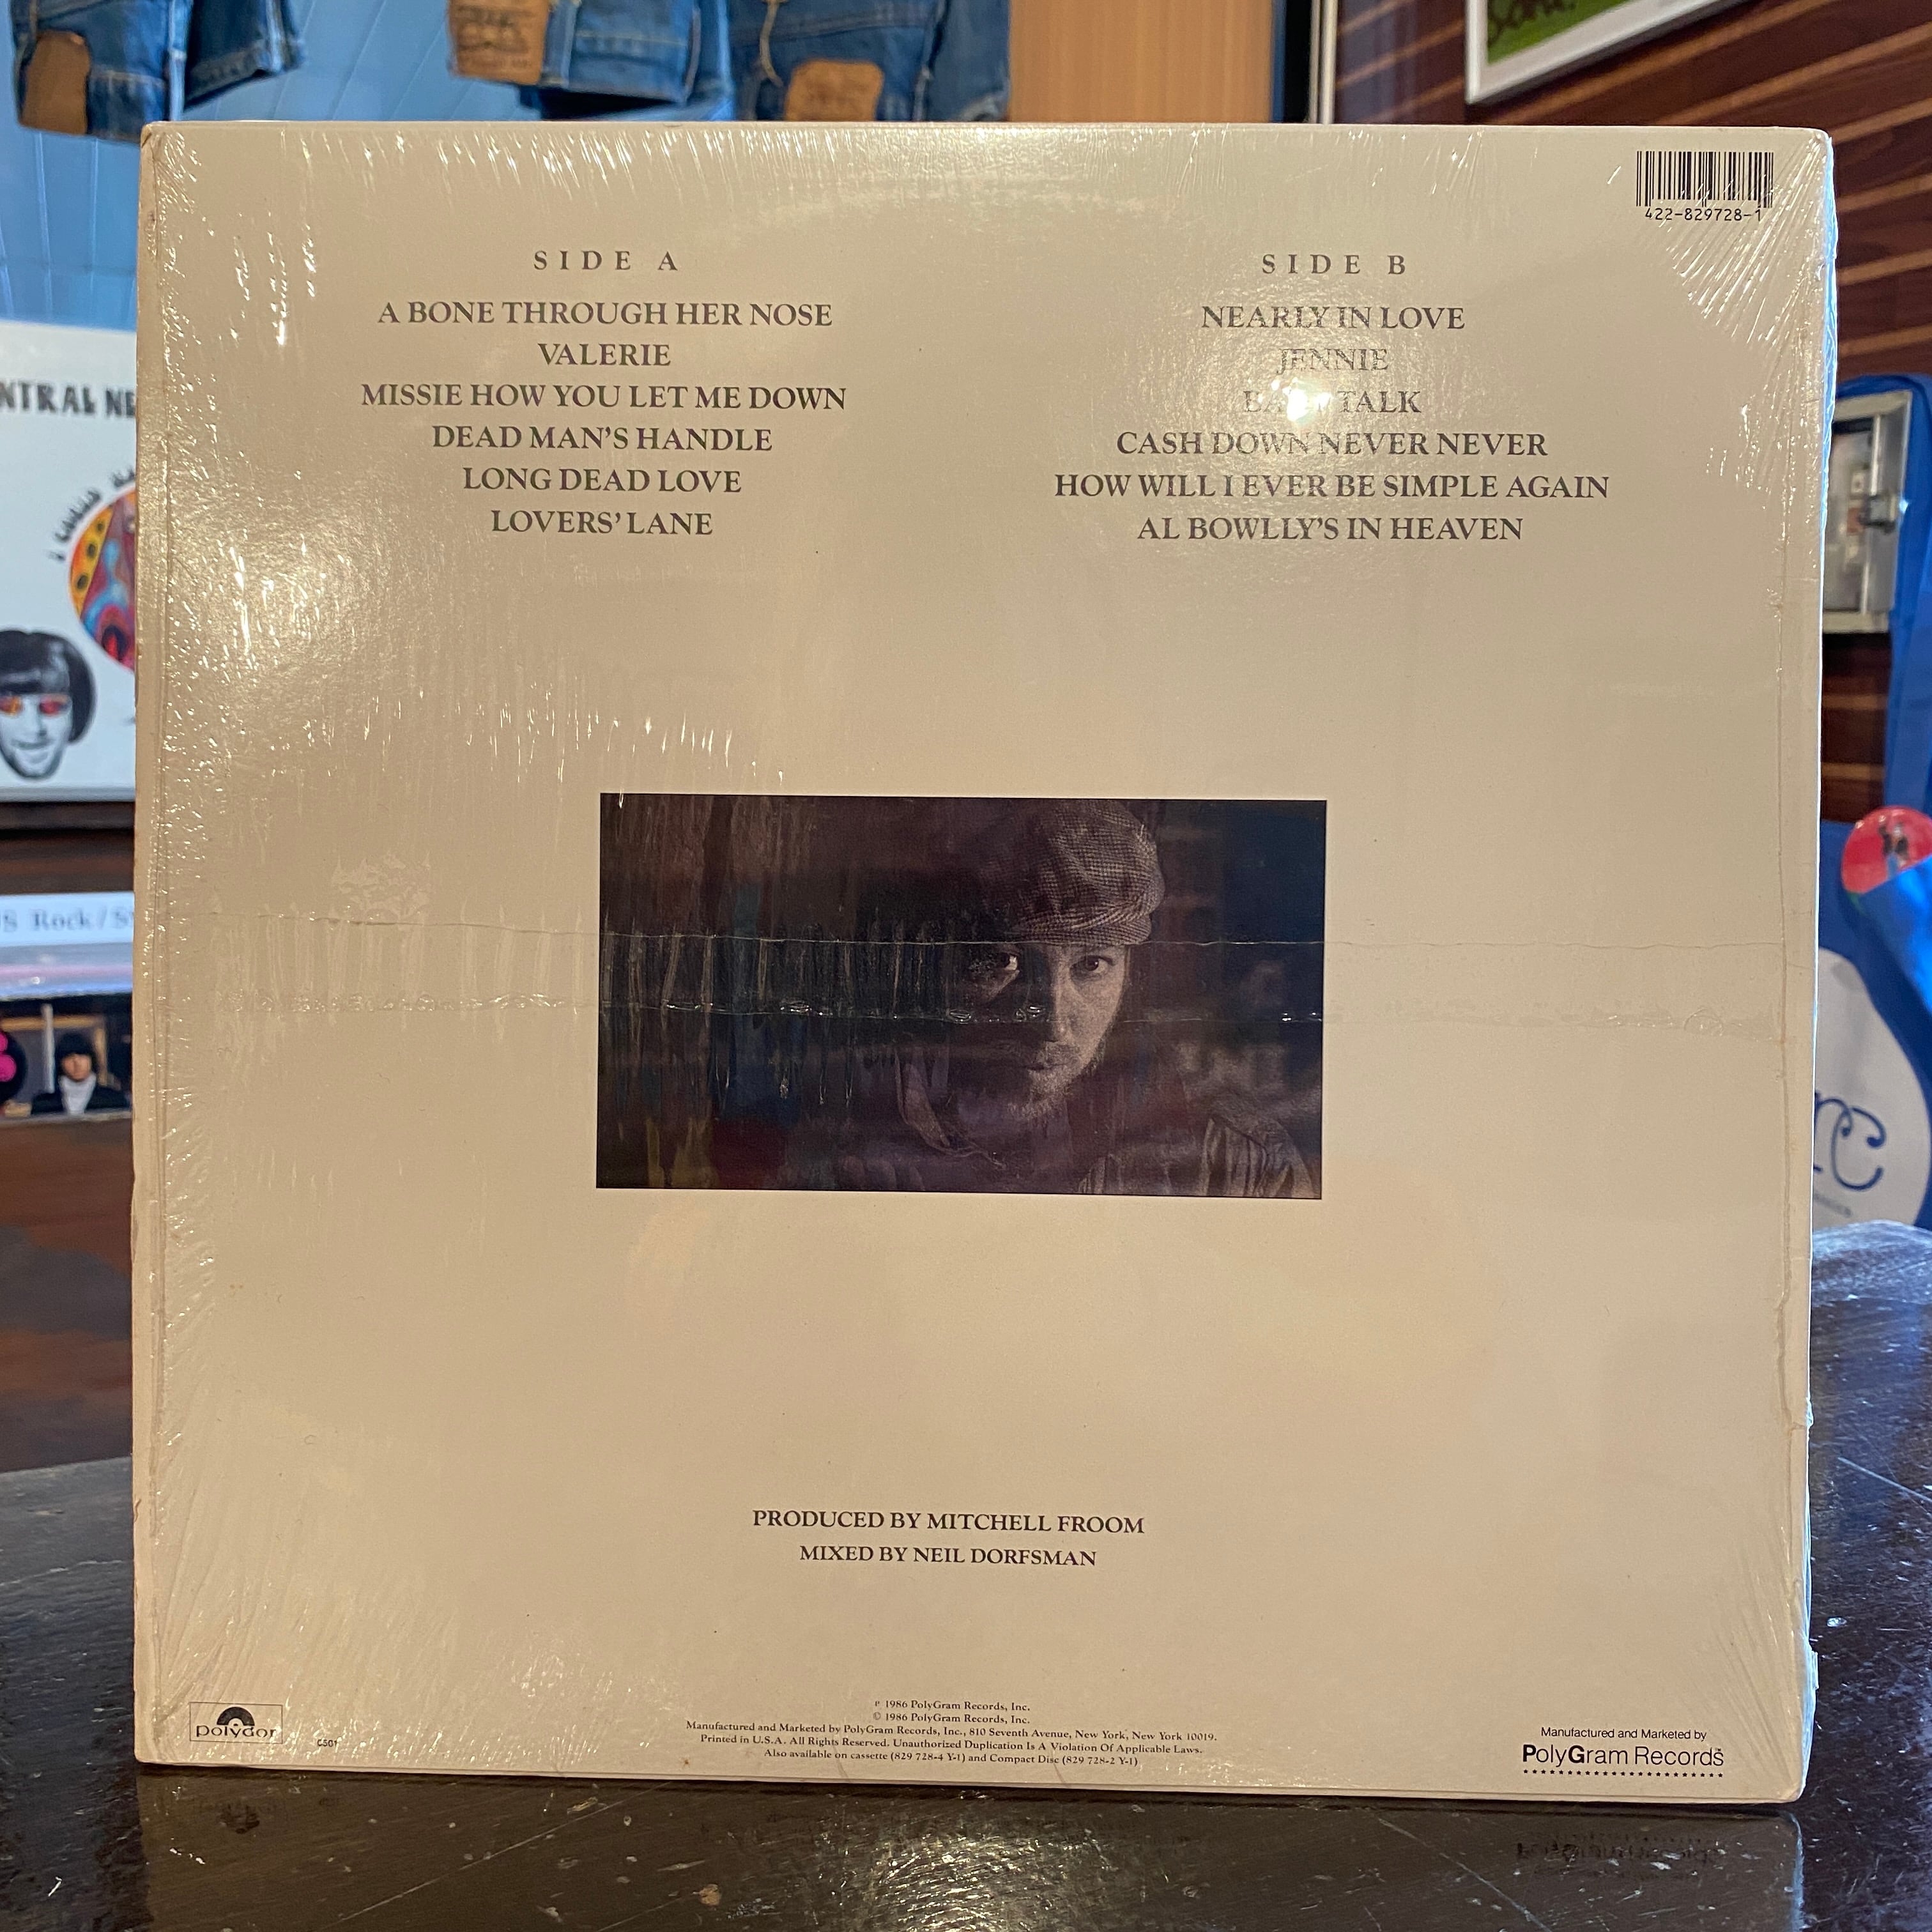 422-829728-1
SIDE A
A BONE THROUGH HER NOSE
VALERIE
MISSIE HOW YOU LET ME DOWN
DEAD MAN'S HANDLE
LONG DEAD LOVE
LOVERS' LANE
SIDE B
NEARLY IN LOVE
JENNIE
TALK
CASH DOWN NEVER NEVER
HOW WILL I EVER BE SIMPLE AGAIN
AL BOWLLY'S IN HEAVEN
NTRAL NE
I COULD
S Rock/S
PRODUCED BY MITCHELL FROOM
MIXED BY NEIL DORFSMAN
polydor
℗ 1986 PolyGram Records, Inc.
© 1986 PolyGram Records, Inc.
Manufactured and Marketed by PolyGram Records, Inc., 810 Seventh Avenue, New York, New York 10019.
Printed in U.S.A. All Rights Reserved. Unauthorized Duplication Is A Violation Of Applicable Laws.
Also available on cassette (829 728-4 Y-1) and Compact Disc (829 728-2 Y-1)
Manufactured and Marketed by
PolyGram Records™